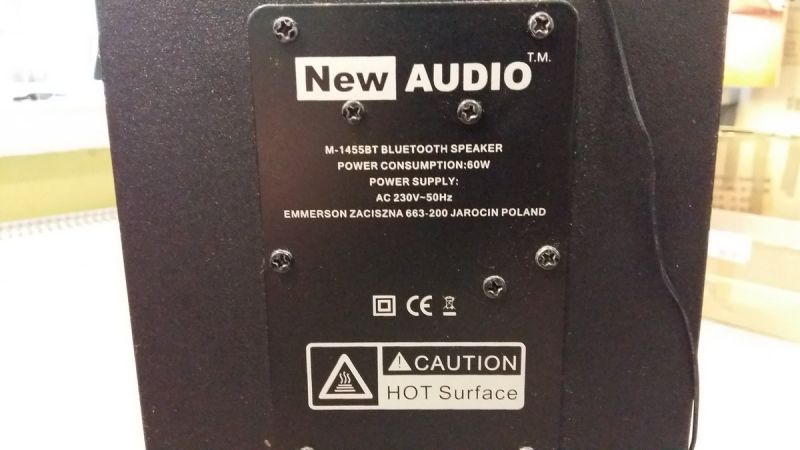 New AUDIO T.M.
M-1455BT BLUETOOTH SPEAKER
POWER CONSUMPTION:60W
POWER SUPPLY:
AC 230V~50Hz
EMMERSON ZACISZNA 663-200 JAROCIN POLAND
CE
CAUTION
HOT Surface